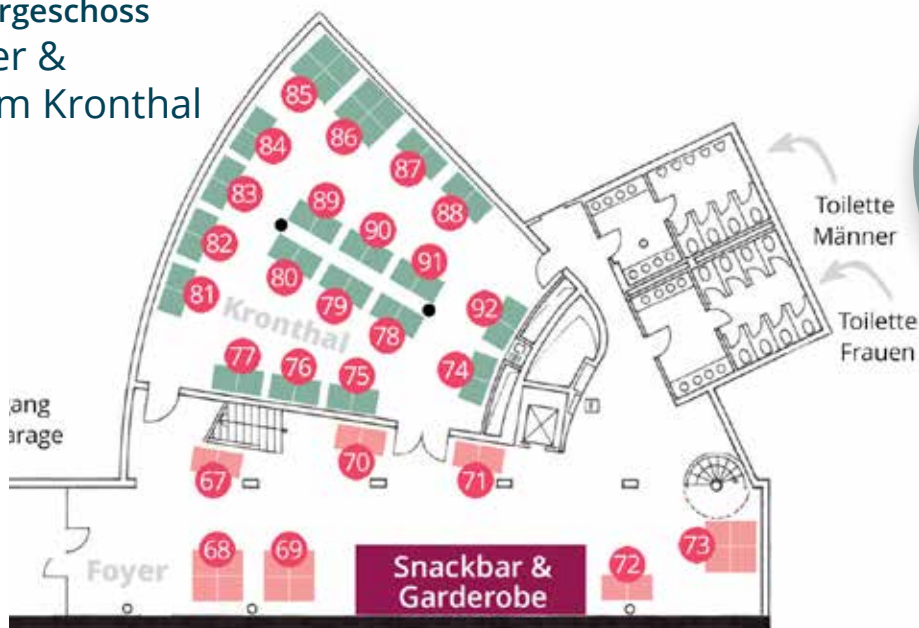 rgeschoss
er &
m Kronthal
85
86
84
87
83
88
89
82
90
80
91
81
79
92
78
Kronthal
77
76
75
74
Toilette
Männer
Toilette
Frauen
ang
arage
67
70
71
68
69
72
73
Foyer
Snackbar &
Garderobe